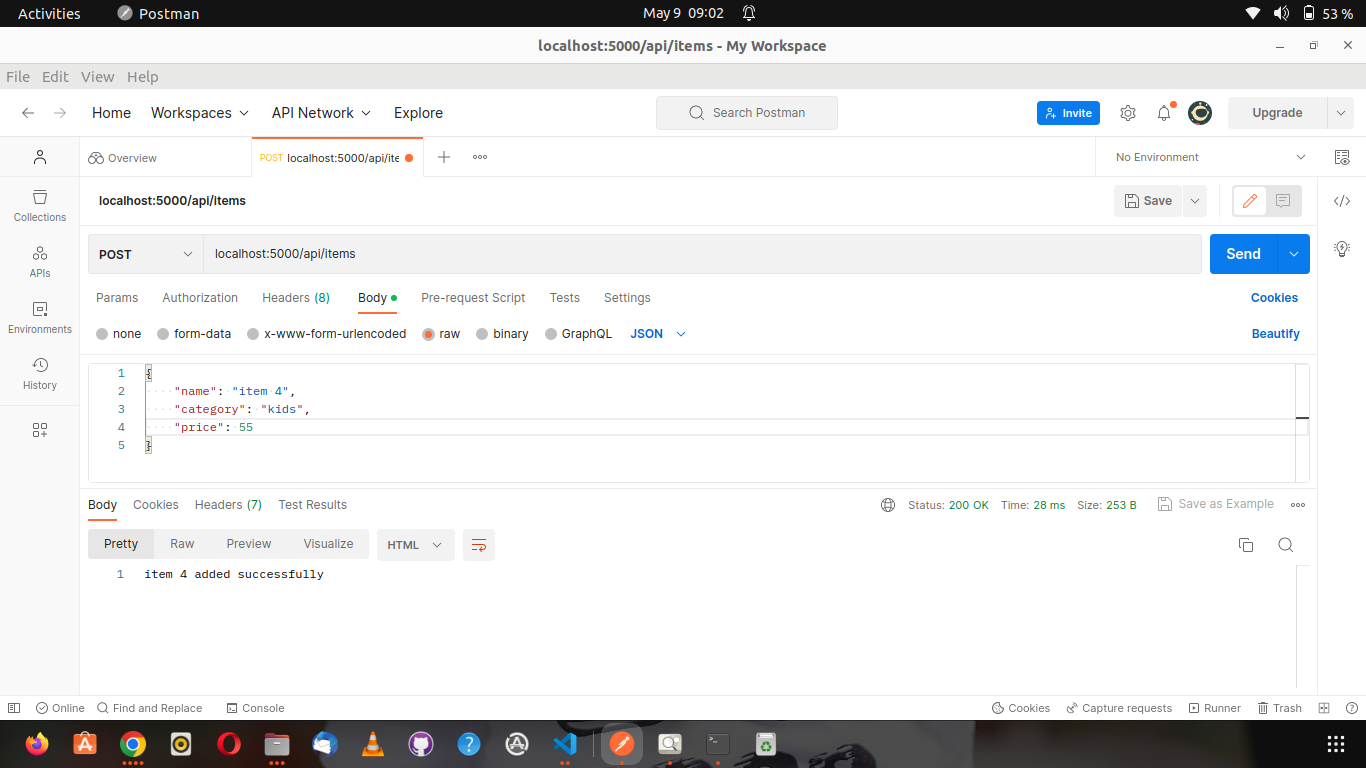 Activities Postman May 9 09:02 53 %
localhost:5000/api/items - My Workspace
File Edit View Help
Home Workspaces API Network Explore Search Postman Invite Upgrade
Overview POST localhost:5000/api/ite No Environment
localhost:5000/api/items Save
Collections
POST localhost:5000/api/items Send
APIs
Params Authorization Headers (8) Body Pre-request Script Tests Settings Cookies
Environments
none form-data x-www-form-urlencoded raw binary GraphQL JSON Beautify
History
1 {
2 "name": "item 4",
3 "category": "kids",
4 "price": 55
5 }
Body Cookies Headers (7) Test Results Status: 200 OK Time: 28 ms Size: 253 B Save as Example
Pretty Raw Preview Visualize HTML
1 item 4 added successfully
Online Find and Replace Console Cookies Capture requests Runner Trash